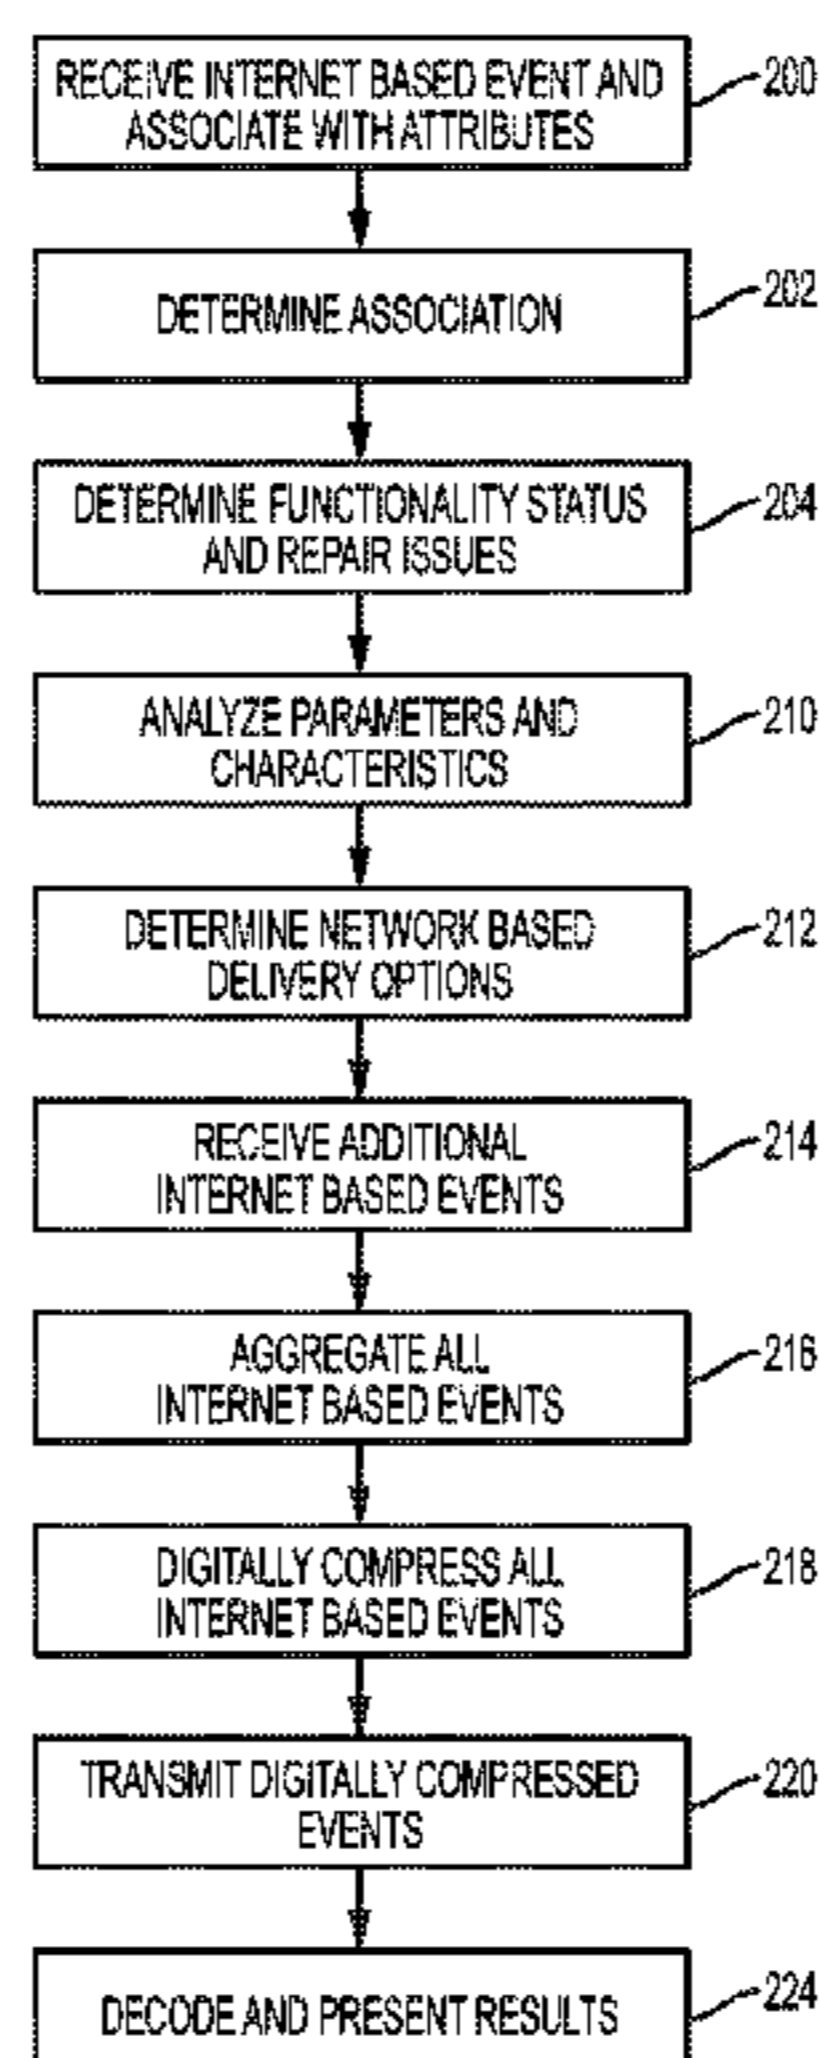 RECEIVE INTERNET BASED EVENT AND
ASSOCIATE WITH ATTRIBUTES
200
DETERMINE ASSOCIATION
202
DETERMINE FUNCTIONALITY STATUS
AND REPAIR ISSUES
204
ANALYZE PARAMETERS AND
CHARACTERISTICS
210
DETERMINE NETWORK BASED
DELIVERY OPTIONS
212
RECEIVE ADDITIONAL
INTERNET BASED EVENTS
214
AGGREGATE ALL
INTERNET BASED EVENTS
216
DIGITALLY COMPRESS ALL
INTERNET BASED EVENTS
218
TRANSMIT DIGITALLY COMPRESSED
EVENTS
220
DECODE AND PRESENT RESULTS
224